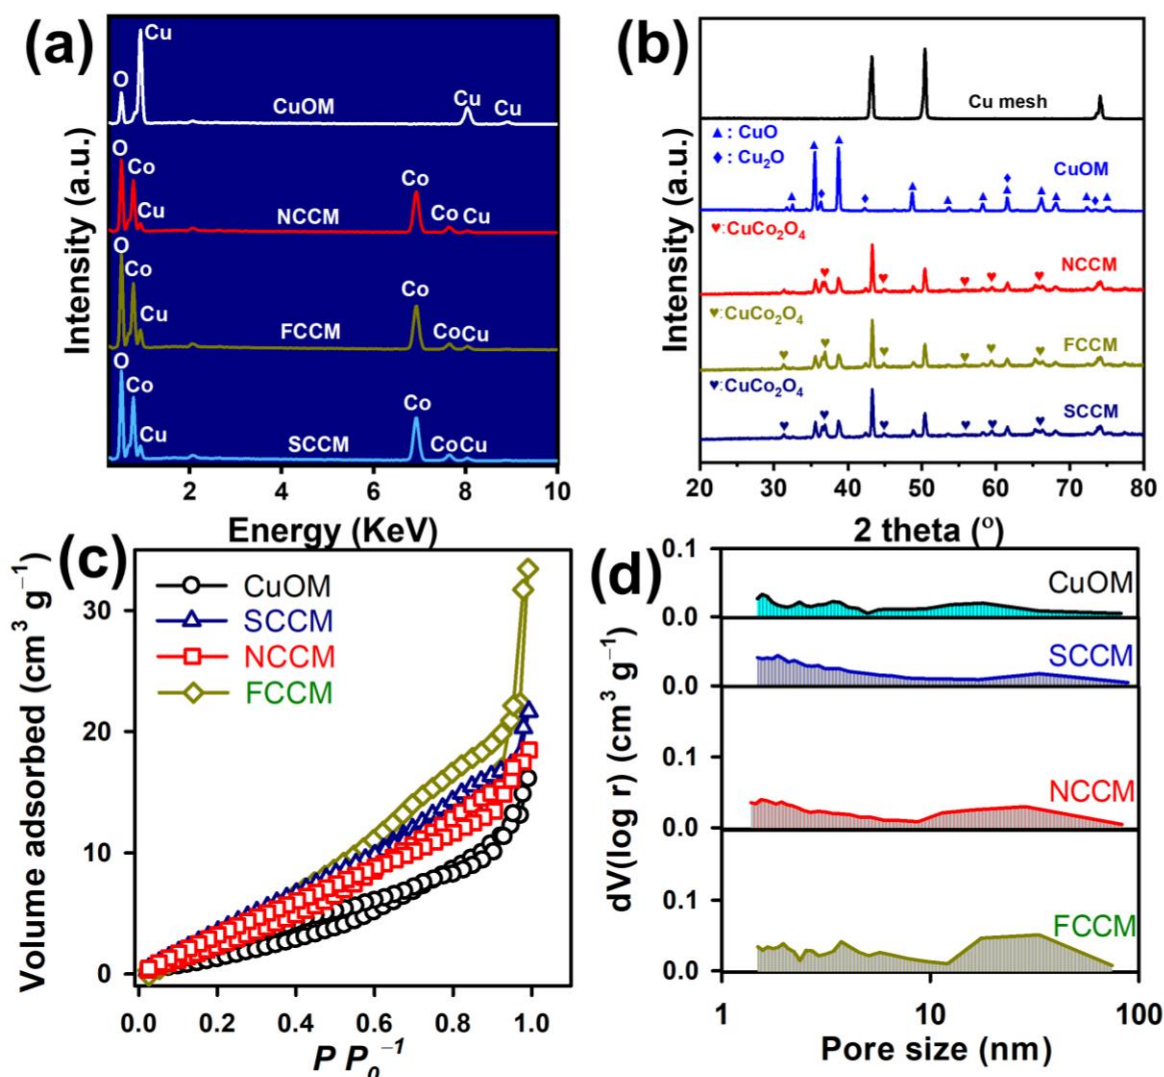 (a)
Cu
O
CuOM
Cu
Cu
O
Co
Cu
NCCM
Co
Co
Cu
O
Co
Cu
FCCM
Co
Co
Cu
O
Co
Cu
SCCM
Co
Co
Cu
2
4
6
8
10
Energy (KeV)
Intensity (a.u.)
(b)
Cu mesh
▲: CuO
♦: Cu₂O
CuOM
♥:CuCo₂O₄
NCCM
♥:CuCo₂O₄
FCCM
♥:CuCo₂O₄
SCCM
20
30
40
50
60
70
80
2 theta (º)
Intensity (a.u.)
(c)
CuOM
SCCM
NCCM
FCCM
30
20
10
0
0.0
0.2
0.4
0.6
0.8
1.0
P P₀⁻¹
Volume adsorbed (cm³ g⁻¹)
(d)
0.1
CuOM
0.0
SCCM
0.0
0.1
NCCM
0.0
0.1
FCCM
0.0
1
10
100
Pore size (nm)
dV(log r) (cm³ g⁻¹)